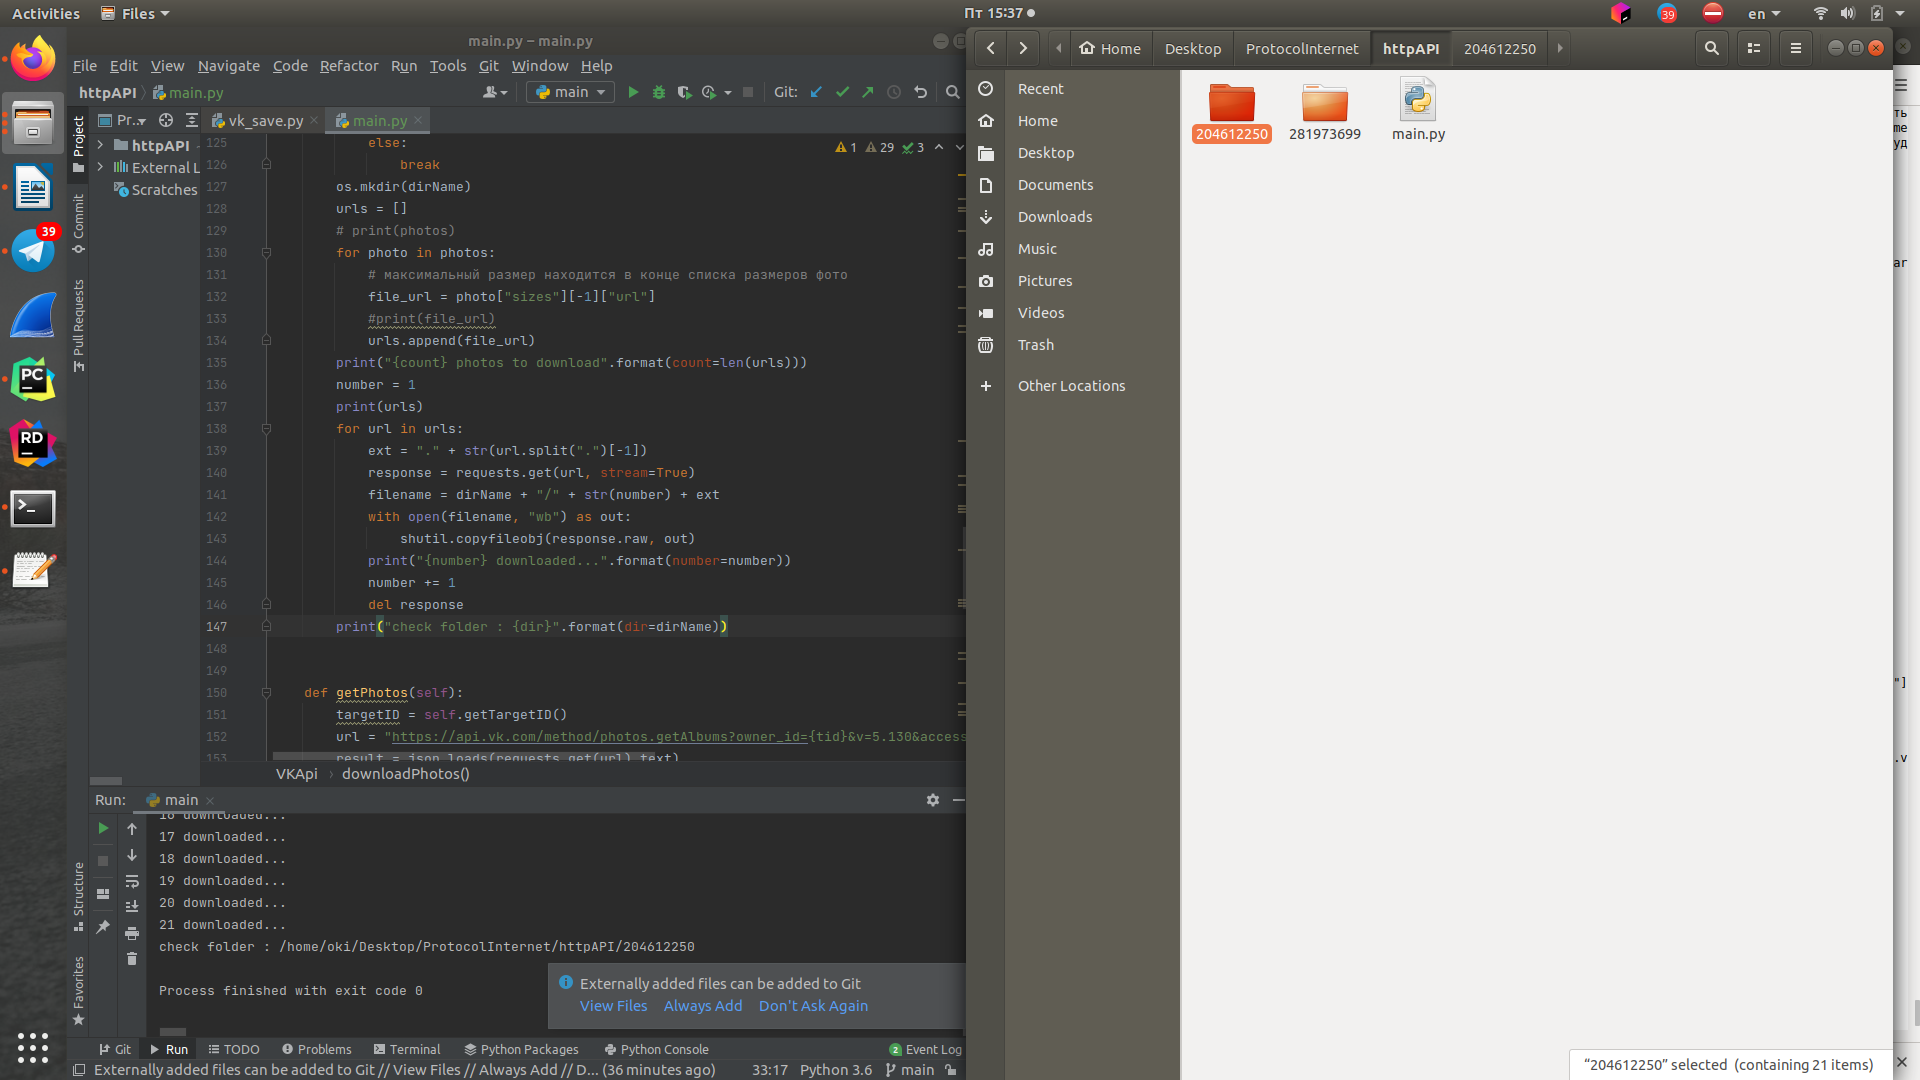 Activities
Files
Пт 15:37
39
en
main.py – main.py
File Edit View Navigate Code Refactor Run Tools Git Window Help
httpAPI main.py
main
Git:
Pr...
vk_save.py
main.py
Project
Commit
Pull Requests
Structure
Favorites
httpAPI
External L
Scratches
1 29 3
125 else:
126 break
127 os.mkdir(dirName)
128 urls = []
129 # print(photos)
130 for photo in photos:
131 # максимальный размер находится в конце списка размеров фото
132 file_url = photo["sizes"][-1]["url"]
133 #print(file_url)
134 urls.append(file_url)
135 print("{count} photos to download".format(count=len(urls)))
136 number = 1
137 print(urls)
138 for url in urls:
139 ext = "." + str(url.split(".")[-1])
140 response = requests.get(url, stream=True)
141 filename = dirName + "/" + str(number) + ext
142 with open(filename, "wb") as out:
143 shutil.copyfileobj(response.raw, out)
144 print("{number} downloaded...".format(number=number))
145 number += 1
146 del response
147 print("check folder : {dir}".format(dir=dirName))
148
149
150 def getPhotos(self):
151 targetID = self.getTargetID()
152 url = "https://api.vk.com/method/photos.getAlbums?owner_id={tid}&v=5.130&access
153 result = json.loads(requests.get(url).text)
VKApi downloadPhotos()
Run: main
16 downloaded...
17 downloaded...
18 downloaded...
19 downloaded...
20 downloaded...
21 downloaded...
check folder : /home/oki/Desktop/ProtocolInternet/httpAPI/204612250
Process finished with exit code 0
Externally added files can be added to Git
View Files Always Add Don't Ask Again
Git Run TODO Problems Terminal Python Packages Python Console 2 Event Log
Externally added files can be added to Git // View Files // Always Add // D... (36 minutes ago) 33:17 Python 3.6 main
39
PC
RD
Home Desktop ProtocolInternet httpAPI 204612250
Recent
Home
Desktop
Documents
Downloads
Music
Pictures
Videos
Trash
Other Locations
204612250
281973699
main.py
ть
me
уд
ar
"]
.v
“204612250” selected (containing 21 items)